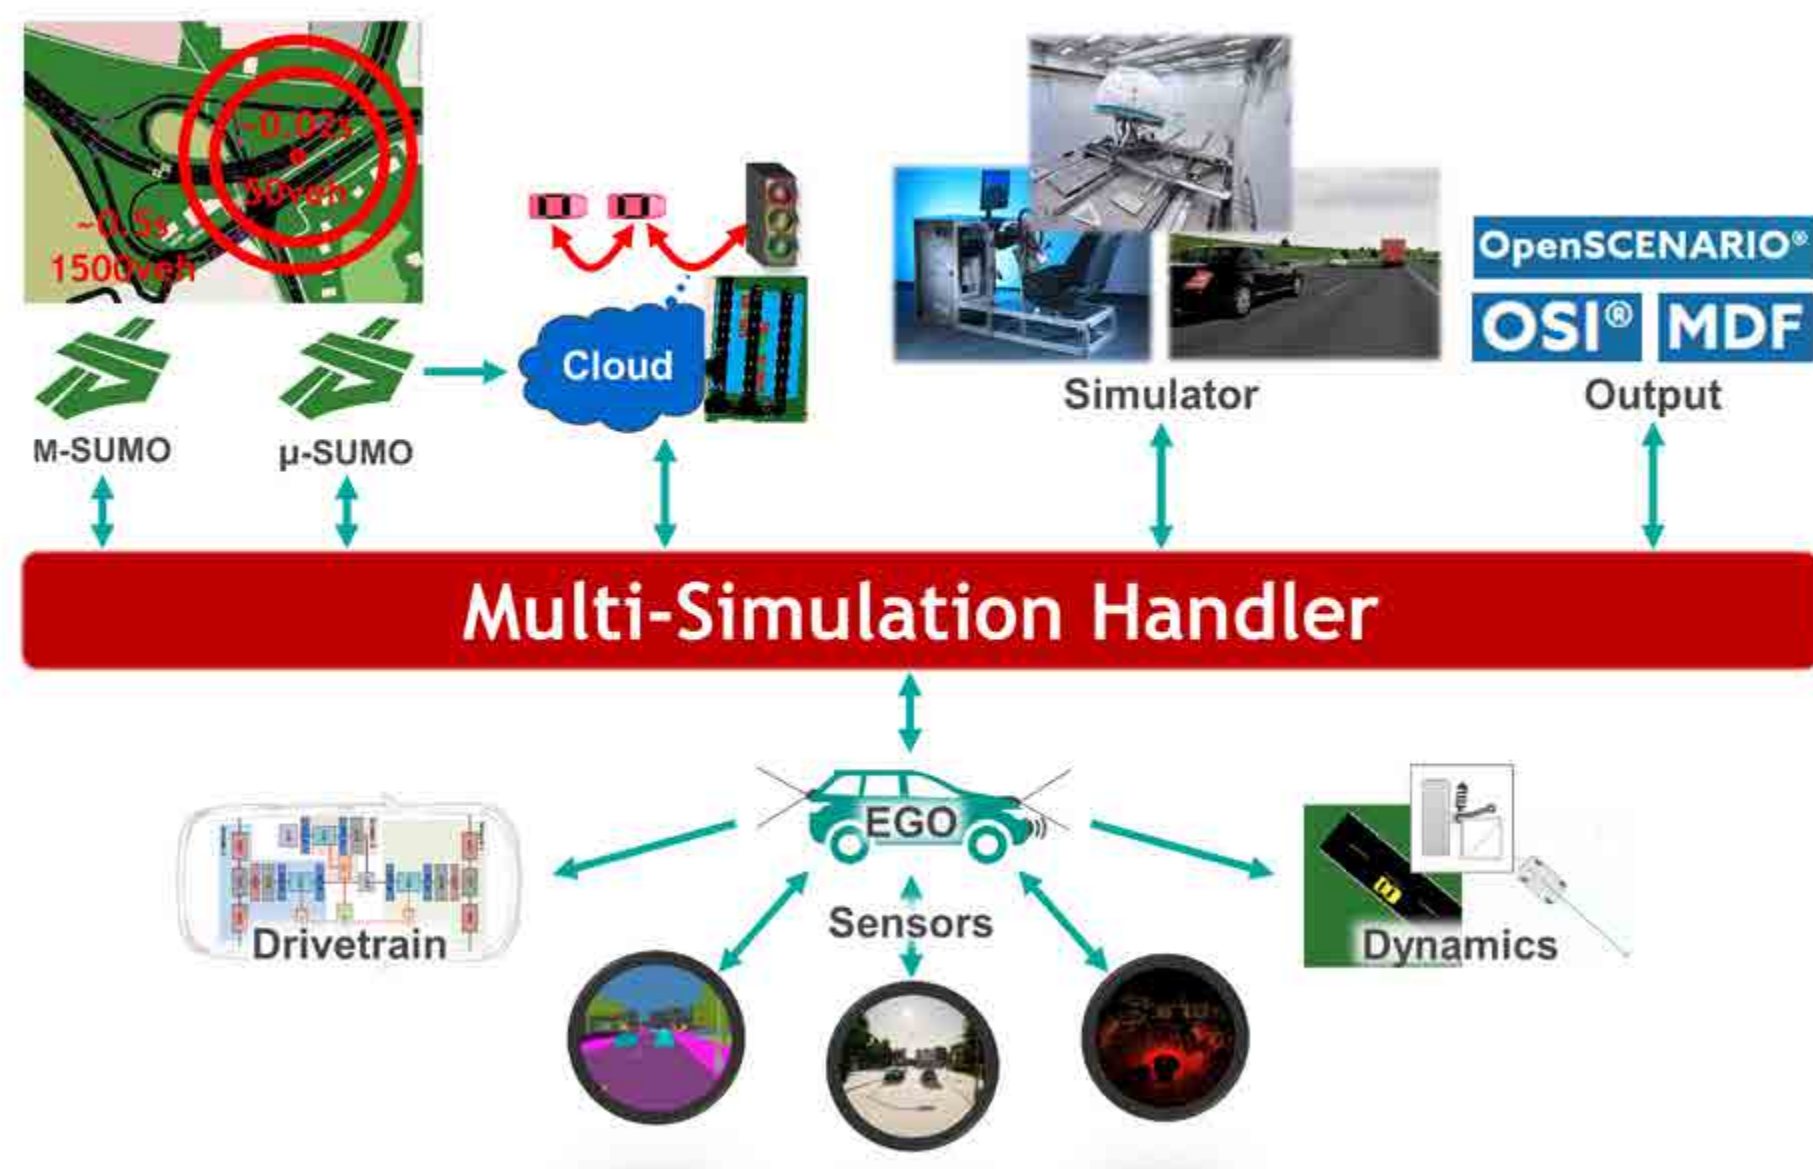 ~0.02s
50veh
~0.5s
1500veh
M-SUMO
µ-SUMO
Cloud
Simulator
OpenSCENARIO®
OSI®
MDF
Output
Multi-Simulation Handler
EGO
Sensors
Drivetrain
Dynamics